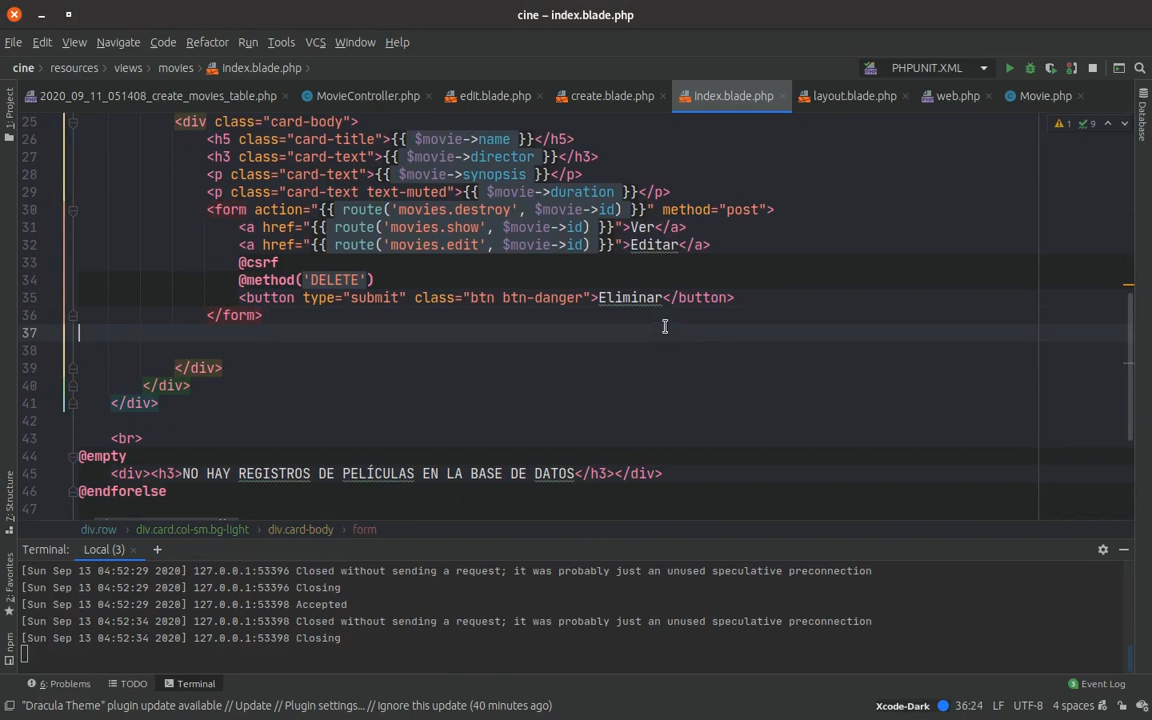 cine – index.blade.php
File Edit View Navigate Code Refactor Run Tools VCS Window Help
cine resources views movies index.blade.php PHPUNIT.XML
2020_09_11_051408_create_movies_table.php MovieController.php edit.blade.php create.blade.php index.blade.php layout.blade.php web.php Movie.php
1: Project
Database
1 9
25 <div class="card-body">
26 <h5 class="card-title">{{ $movie->name }}</h5>
27 <h3 class="card-text">{{ $movie->director }}</h3>
28 <p class="card-text">{{ $movie->synopsis }}</p>
29 <p class="card-text text-muted">{{ $movie->duration }}</p>
30 <form action="{{ route('movies.destroy', $movie->id) }}" method="post">
31 <a href="{{ route('movies.show', $movie->id) }}">Ver</a>
32 <a href="{{ route('movies.edit', $movie->id) }}">Editar</a>
33 @csrf
34 @method('DELETE')
35 <button type="submit" class="btn btn-danger">Eliminar</button>
36 </form>
37
38
39 </div>
40 </div>
41 </div>
42
43 <br>
44 @empty
45 <div><h3>NO HAY REGISTROS DE PELÍCULAS EN LA BASE DE DATOS</h3></div>
46 @endforelse
47
7: Structure
2: Favorites
npm
div.row div.card.col-sm.bg-light div.card-body form
Terminal: Local (3) +
[Sun Sep 13 04:52:29 2020] 127.0.0.1:53396 Closed without sending a request; it was probably just an unused speculative preconnection
[Sun Sep 13 04:52:29 2020] 127.0.0.1:53396 Closing
[Sun Sep 13 04:52:29 2020] 127.0.0.1:53398 Accepted
[Sun Sep 13 04:52:34 2020] 127.0.0.1:53398 Closed without sending a request; it was probably just an unused speculative preconnection
[Sun Sep 13 04:52:34 2020] 127.0.0.1:53398 Closing
6: Problems TODO Terminal 3 Event Log
"Dracula Theme" plugin update available // Update // Plugin settings... // Ignore this update (40 minutes ago) Xcode-Dark 36:24 LF UTF-8 4 spaces